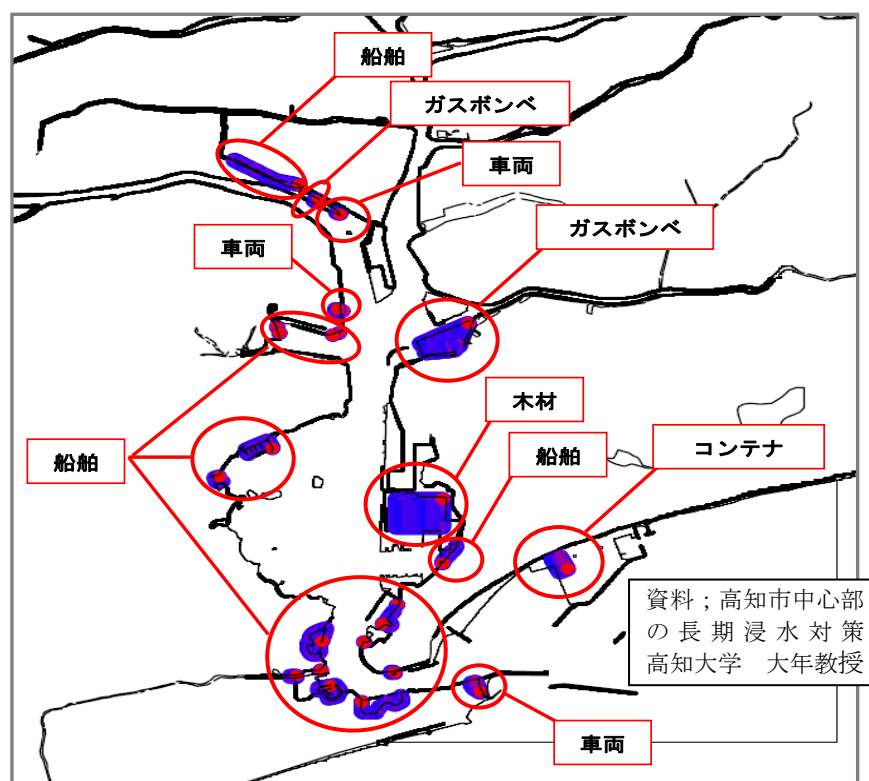 船舶
ガスボンベ
車両
ガスボンベ
車両
木材
船舶
コンテナ
船舶
資料；高知市中心部
の長期浸水対策
高知大学　大年教授
車両